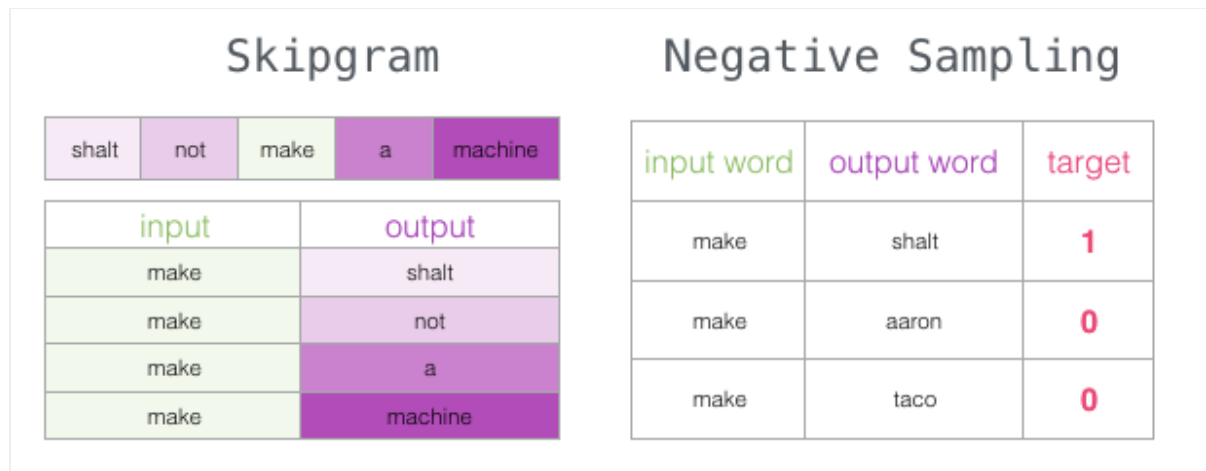 Skipgram
shalt not make a machine
input output
make shalt
make not
make a
make machine
Negative Sampling
input word output word target
make shalt 1
make aaron 0
make taco 0